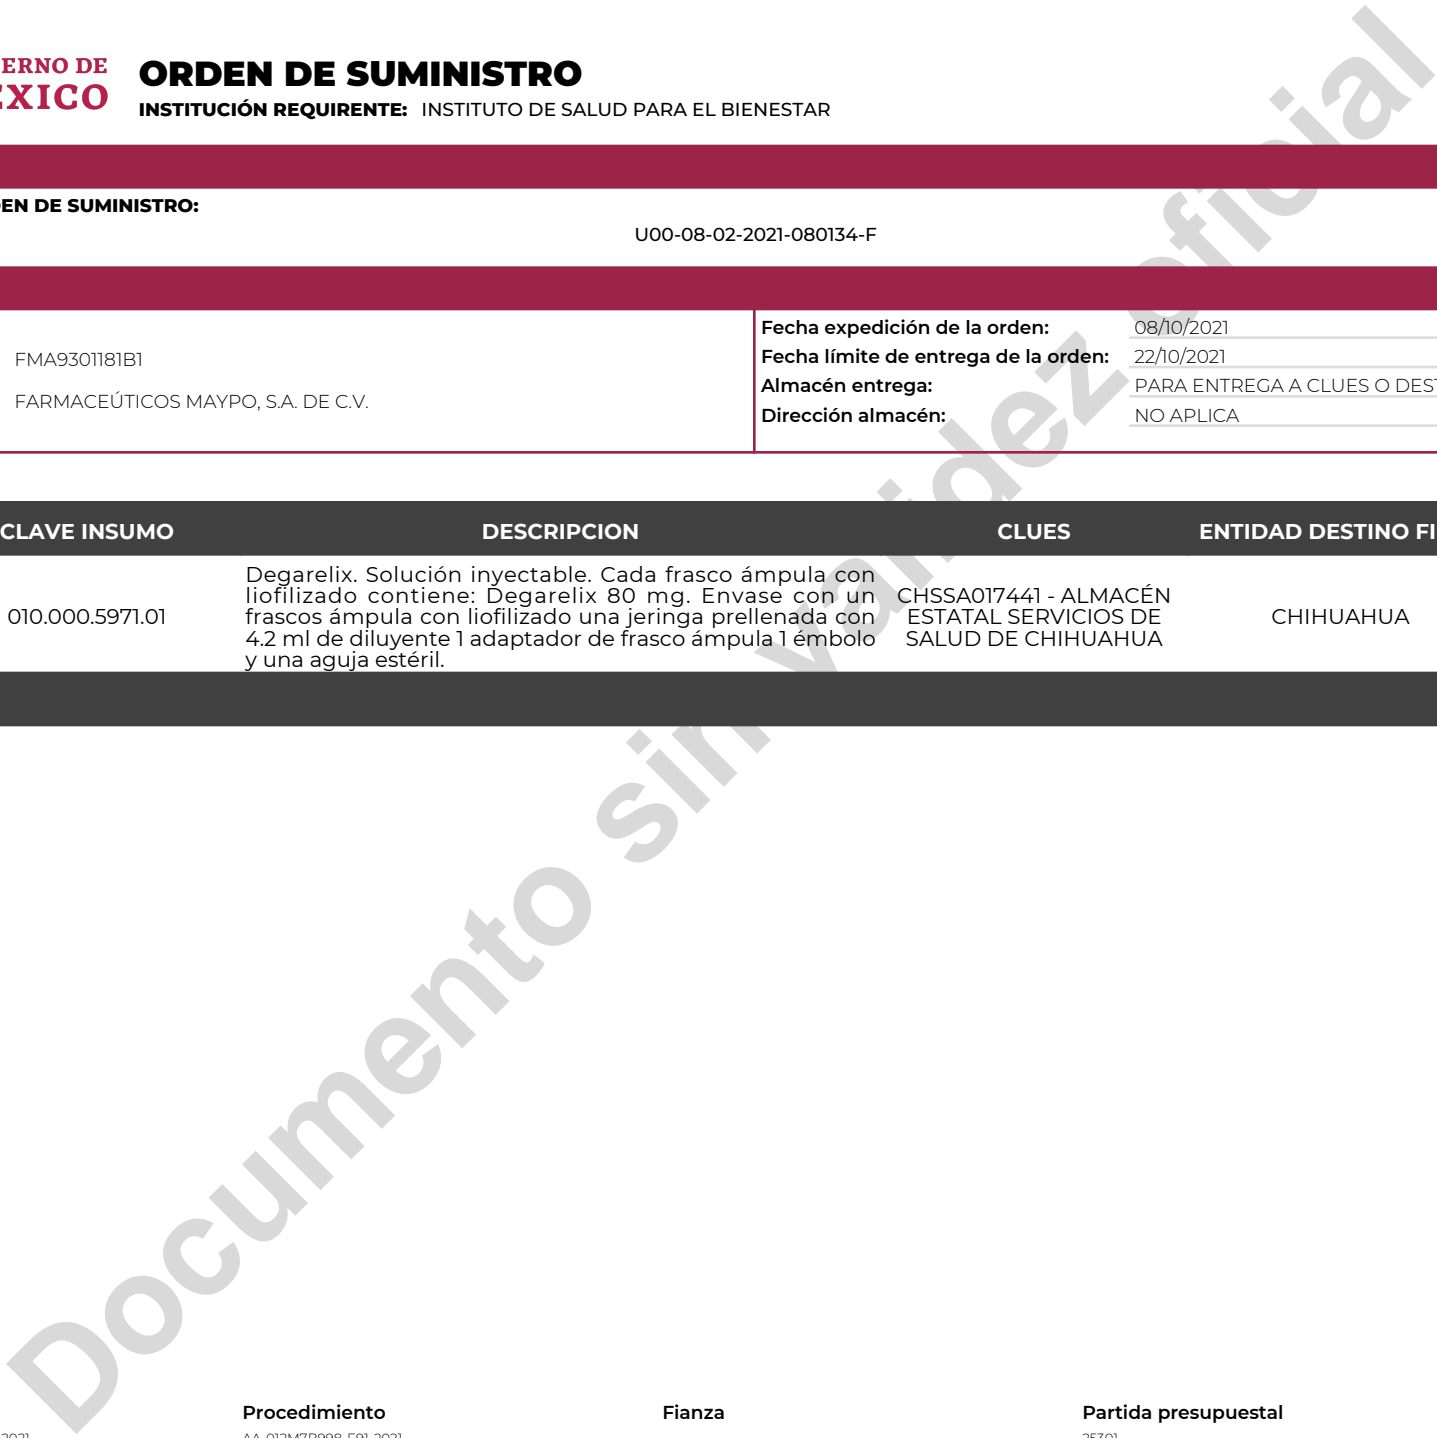 ERNO DE
EXICO
ORDEN DE SUMINISTRO
INSTITUCIÓN REQUIRENTE: INSTITUTO DE SALUD PARA EL BIENESTAR
EN DE SUMINISTRO:
U00-08-02-2021-080134-F
FMA9301181B1
FARMACEÚTICOS MAYPO, S.A. DE C.V.
Fecha expedición de la orden: 08/10/2021
Fecha límite de entrega de la orden: 22/10/2021
Almacén entrega: PARA ENTREGA A CLUES O DEST
Dirección almacén: NO APLICA
CLAVE INSUMO DESCRIPCION CLUES ENTIDAD DESTINO FI
010.000.5971.01
Degarelix. Solución inyectable. Cada frasco ámpula con
liofilizado contiene: Degarelix 80 mg. Envase con un
frascos ámpula con liofilizado una jeringa prellenada con
4.2 ml de diluyente 1 adaptador de frasco ámpula 1 émbolo
y una aguja estéril.
CHSSA017441 - ALMACÉN
ESTATAL SERVICIOS DE
SALUD DE CHIHUAHUA
CHIHUAHUA
Documento sin validez oficial
Procedimiento Fianza Partida presupuestal